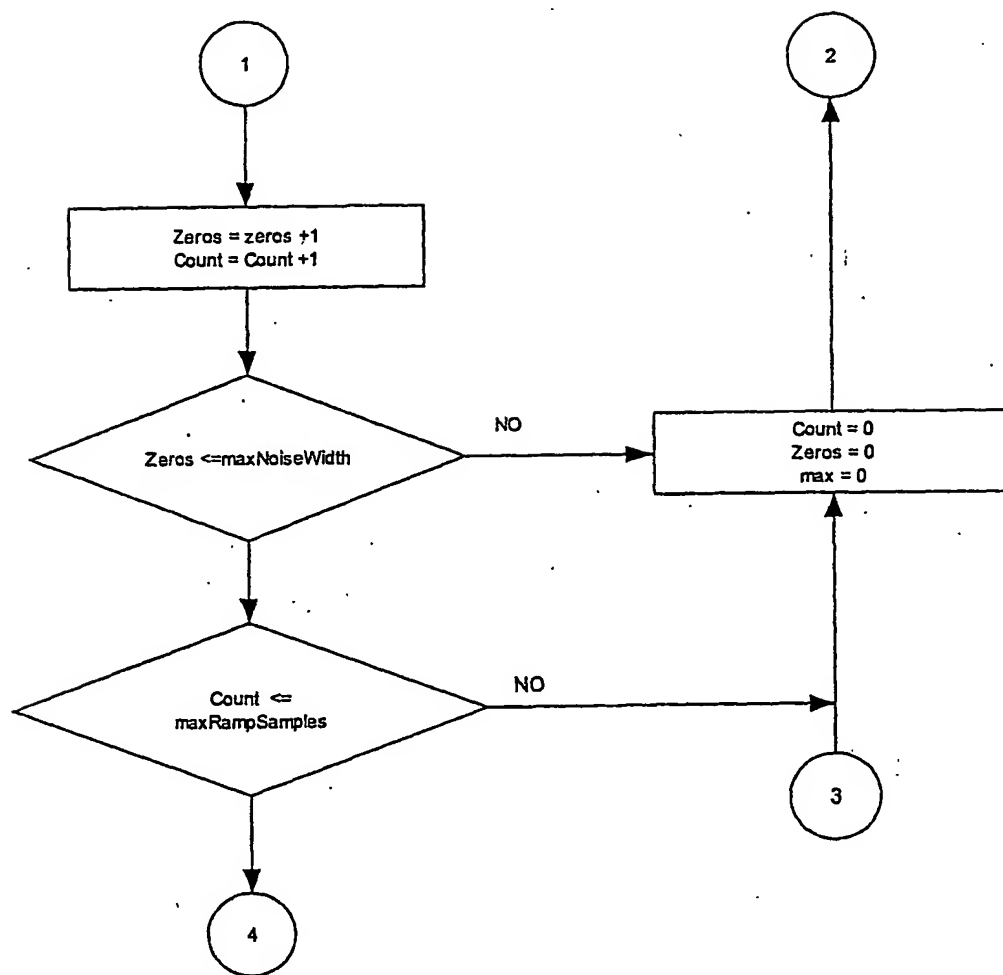 1
2
Zeros = zeros +1
Count = Count +1
Zeros <=maxNoiseWidth
NO
Count = 0
Zeros = 0
max = 0
Count <=
maxRampSamples
NO
3
4